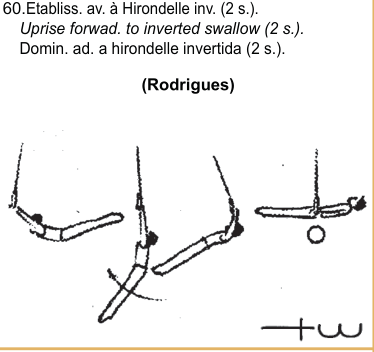 60.Etabliss. av. à Hirondelle inv. (2 s.).
Uprise forwad. to inverted swallow (2 s.).
Domin. ad. a hirondelle invertida (2 s.).
(Rodrigues)